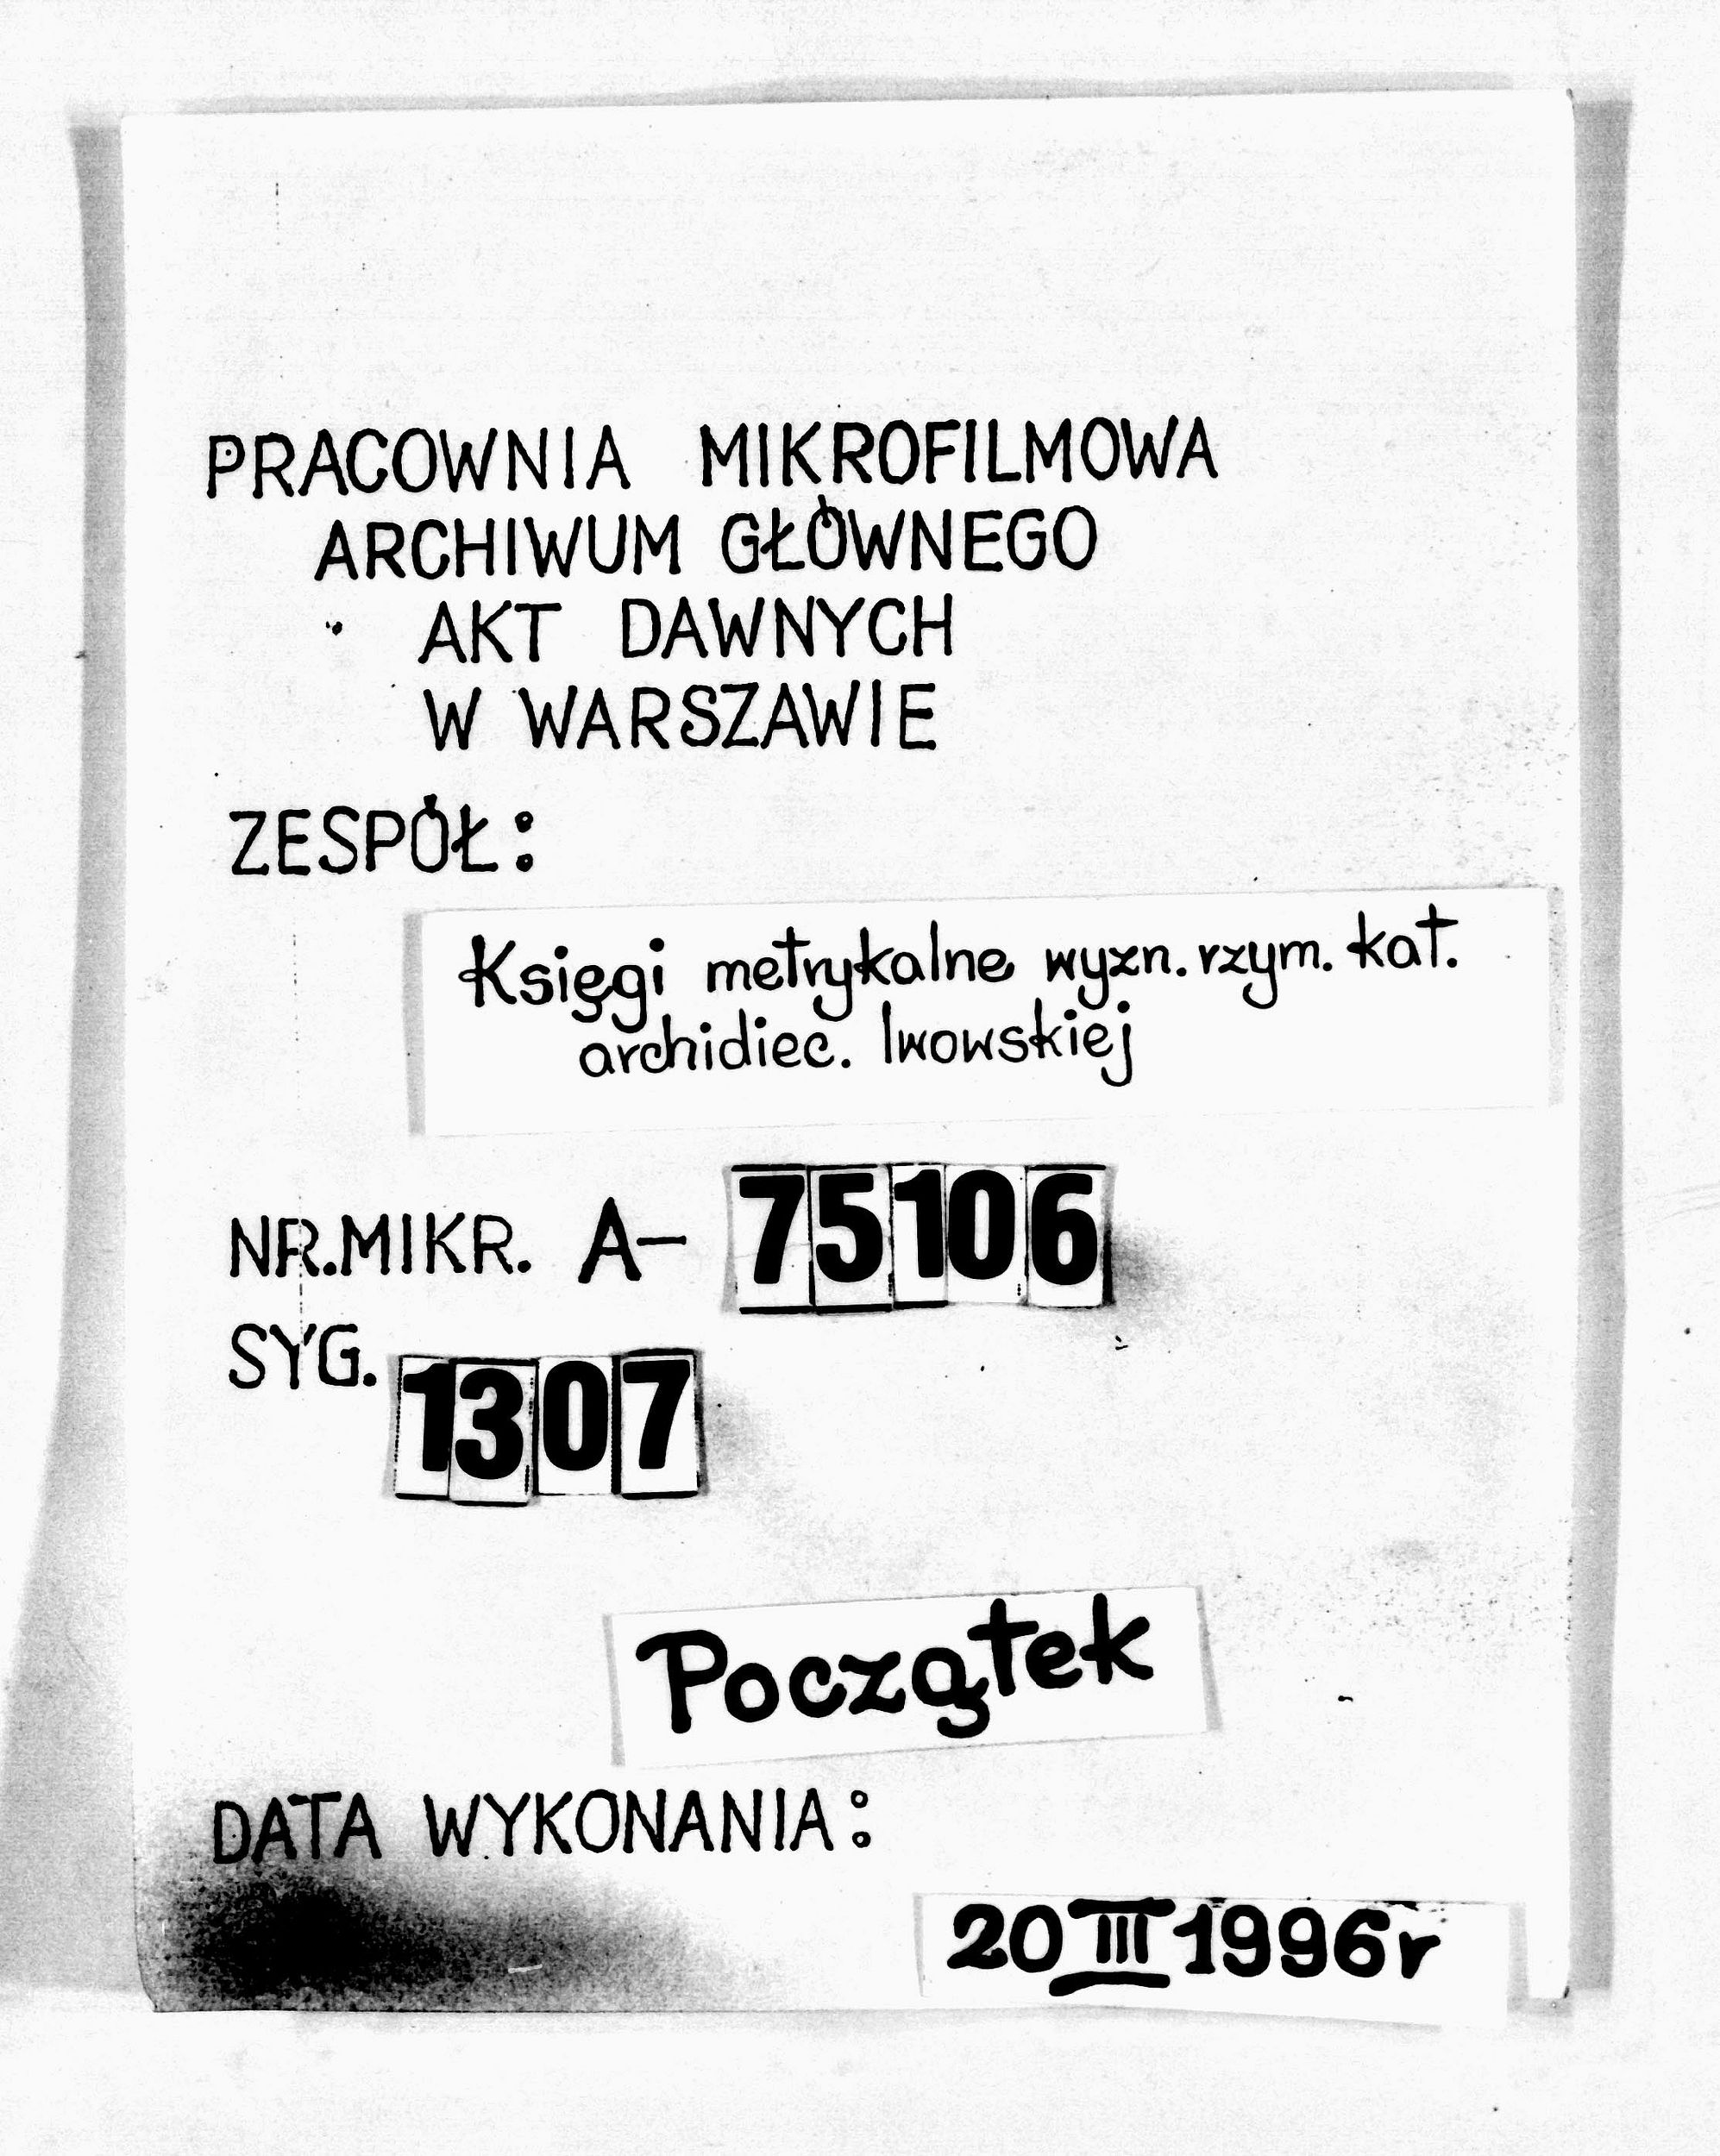 PRACOWNIA MIKROFILMOWA
ARCHIWUM GŁÓWNEGO
AKT DAWNYCH
W WARSZAWIE
ZESPÓŁ:
Księgi metrykalne wyzn. rzym. kat.
archidiec. lwowskiej
NR.MIKR. A- 75106
SYG. 1307
Początek
DATA WYKONANIA:
20 III 1996r